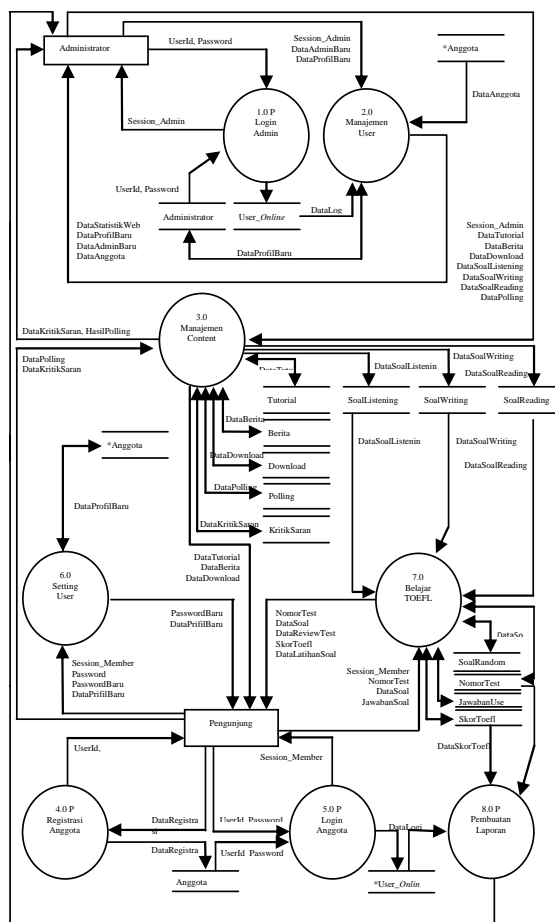 Administrator
UserId, Password
Session_Admin
DataAdminBaru
DataProfilBaru
*Anggota
DataAnggota
1.0 P
Login
Admin
2.0
Manajemen
User
Session_Admin
UserId, Password
DataLog
Administrator
User_Online
DataProfilBaru
DataStatistikWeb
DataProfilBaru
DataAdminBaru
DataAnggota
Session_Admin
DataTutorial
DataBerita
DataDownload
DataSoalListening
DataSoalWriting
DataSoalReading
DataPolling
3.0
Manajemen
Content
DataKritikSaran, HasilPolling
DataPolling
DataKritikSaran
DataTuto
DataSoalListenin
DataSoalWriting
DataSoalReading
Tutorial
SoalListening
SoalWriting
SoalReading
DataBerita
Berita
DataDownload
Download
DataPolling
Polling
DataKritikSaran
KritikSaran
DataSoalListenin
DataSoalWriting
DataSoalReading
*Anggota
DataProfilBaru
DataTutorial
DataBerita
DataDownload
6.0
Setting
User
7.0
Belajar
TOEFL
PasswordBaru
DataPrifilBaru
NomorTest
DataSoal
DataReviewTest
SkorToefl
DataLatihanSoal
DataSo
SoalRandom
NomorTest
JawabanUse
SkorToefl
Session_Member
Password
PasswordBaru
DataPrifilBaru
Session_Member
NomorTest
DataSoal
JawabanSoal
Pengunjung
DataSkorToefl
UserId,
Session_Member
4.0 P
Registrasi
Anggota
5.0 P
Login
Anggota
8.0 P
Pembuatan
Laporan
DataRegistra
si
UserId, Password
DataLogi
DataRegistra
UserId Password
Anggota
*User_Onlin